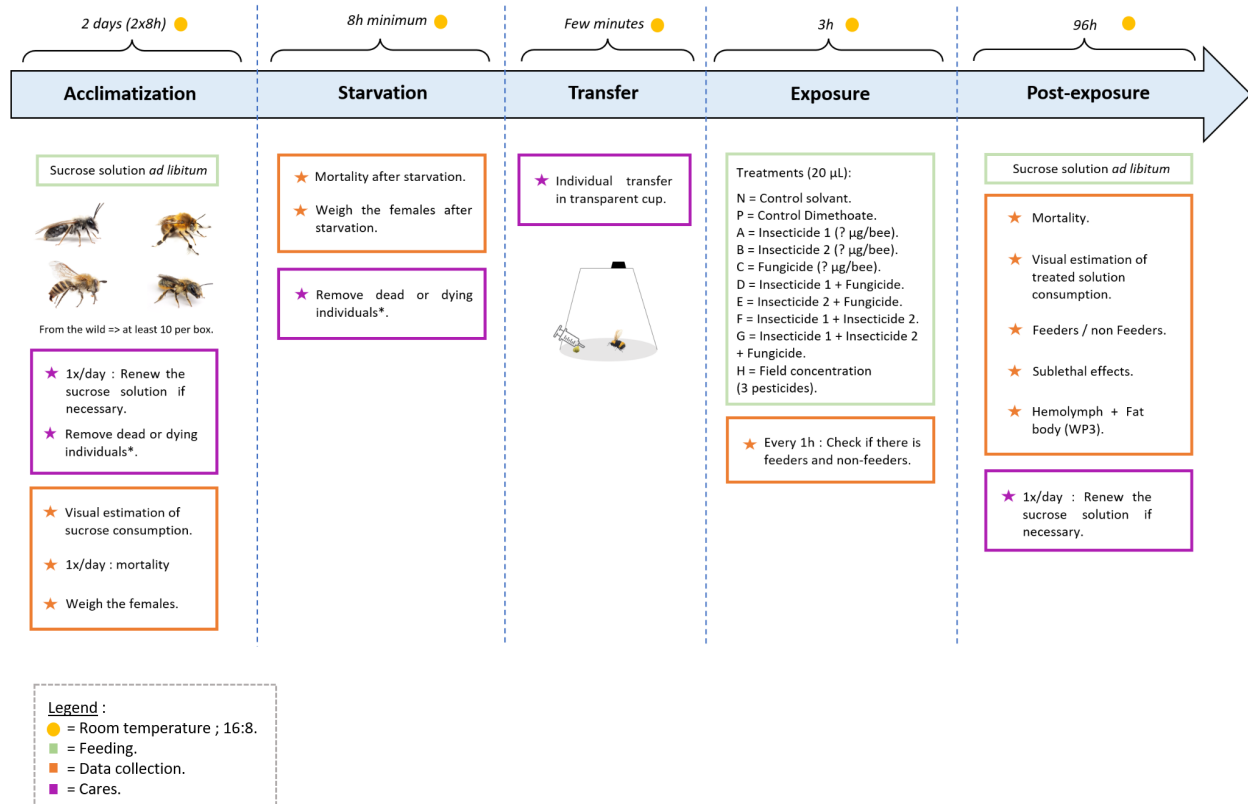 2 days (2x8h)
8h minimum
Few minutes
3h
96h
Acclimatization
Starvation
Transfer
Exposure
Post-exposure
Sucrose solution ad libitum
From the wild => at least 10 per box.
1x/day : Renew the
sucrose solution if
necessary.
Remove dead or dying
individuals*.
Visual estimation of
sucrose consumption.
1x/day : mortality
Weigh the females.
Mortality after starvation.
Weigh the females after
starvation.
Remove dead or dying
individuals*.
Individual transfer
in transparent cup.
Treatments (20 µL):
N = Control solvant.
P = Control Dimethoate.
A = Insecticide 1 (? µg/bee).
B = Insecticide 2 (? µg/bee).
C = Fungicide (? µg/bee).
D = Insecticide 1 + Fungicide.
E = Insecticide 2 + Fungicide.
F = Insecticide 1 + Insecticide 2.
G = Insecticide 1 + Insecticide 2
+ Fungicide.
H = Field concentration
(3 pesticides).
Every 1h : Check if there is
feeders and non-feeders.
Sucrose solution ad libitum
Mortality.
Visual estimation of
treated solution
consumption.
Feeders / non Feeders.
Sublethal effects.
Hemolymph + Fat
body (WP3).
1x/day : Renew the
sucrose solution if
necessary.
Legend :
= Room temperature ; 16:8.
= Feeding.
= Data collection.
= Cares.